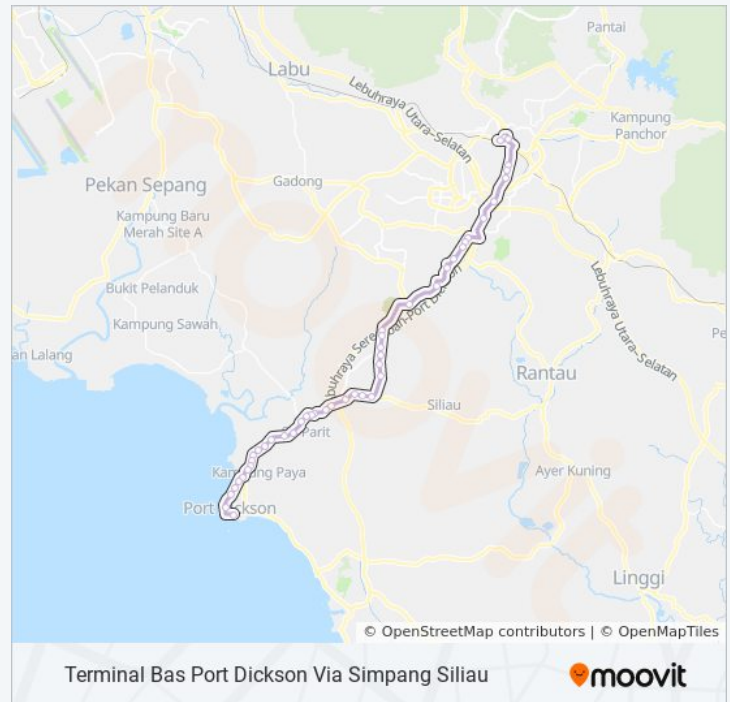 Pantai
Labu
Lebuhraya Utara-Selatan
Kampung
Panchor
Pekan Sepang
Gadong
Kampung Baru
Merah Site A
Bukit Pelanduk
Kampung Sawah
Lebuhraya Utara-Selatan
an Lalang
Pe
Rantau
Siliau
Parit
Ayer Kuning
Kampung Paya
Port Dickson
Linggi
© OpenStreetMap contributors | © OpenMapTiles
Terminal Bas Port Dickson Via Simpang Siliau
moovit